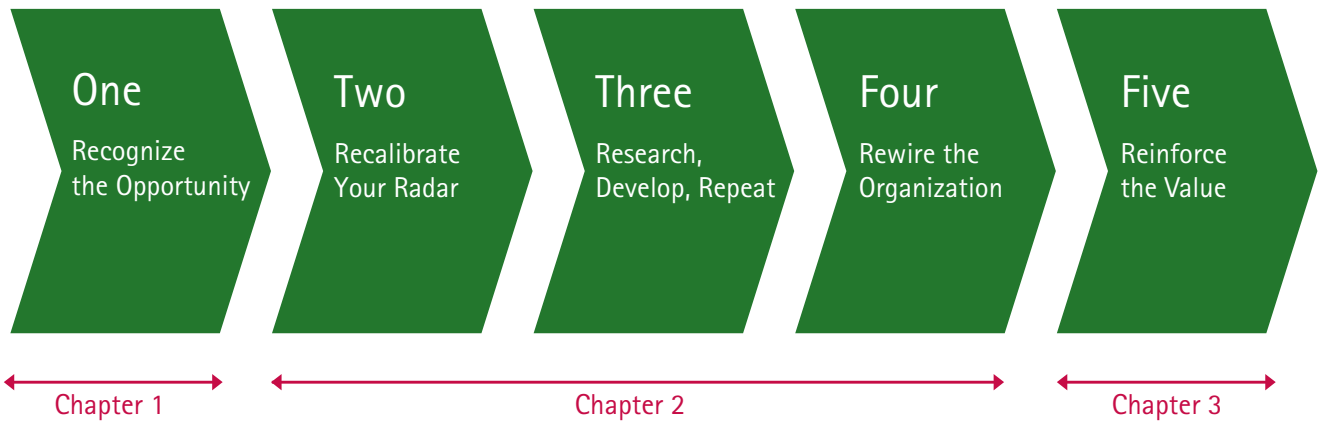 One
Recognize
the Opportunity
Two
Recalibrate
Your Radar
Three
Research,
Develop, Repeat
Four
Rewire the
Organization
Five
Reinforce
the Value
Chapter 1
Chapter 2
Chapter 3